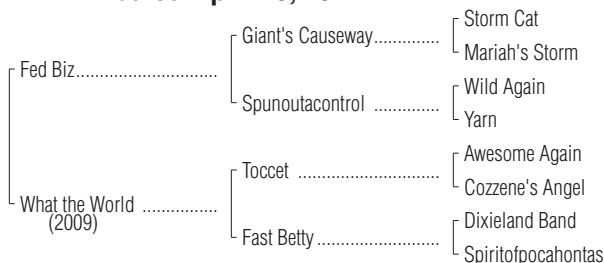 Storm Cat
Giant's Causeway..............
Mariah's Storm
Fed Biz..............................
Wild Again
Spunoutacontrol ..............
Yarn
Awesome Again
Toccet ..............................
Cozzene's Angel
What the World ................
(2009)
Dixieland Band
Fast Betty..........................
Spiritofpocahontas